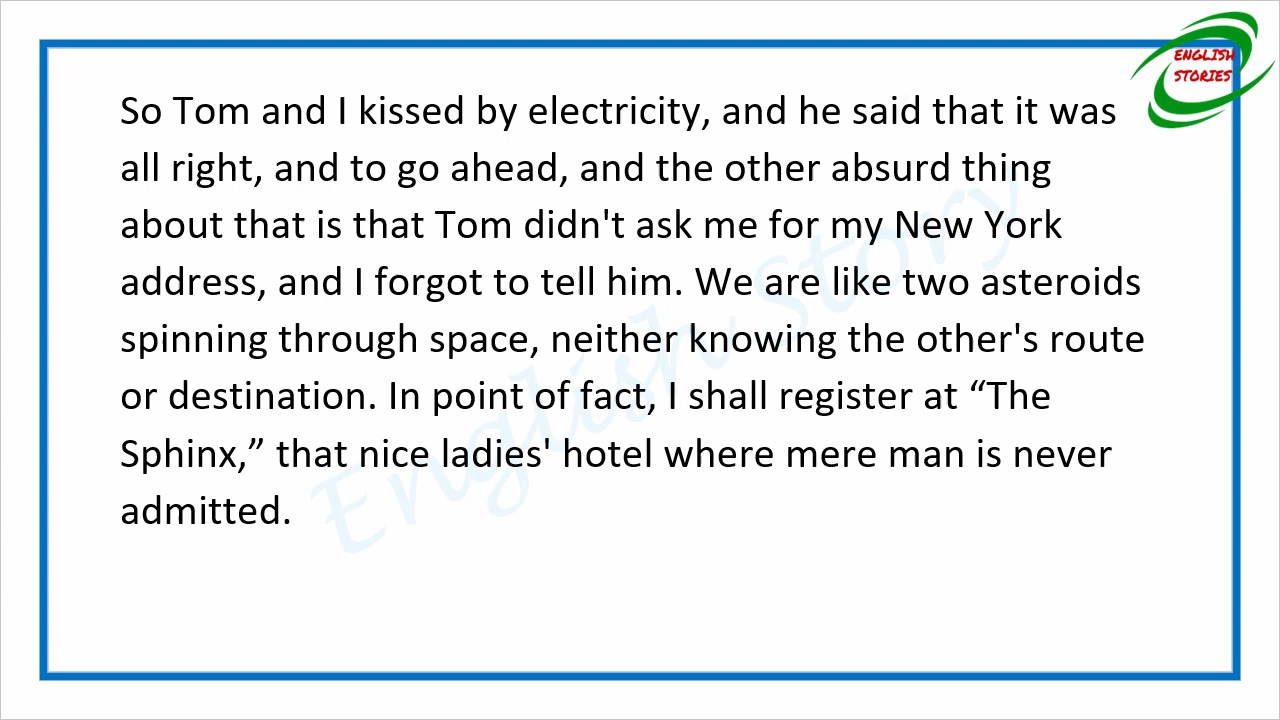 ENGLISH
STORIES
So Tom and I kissed by electricity, and he said that it was
all right, and to go ahead, and the other absurd thing
about that is that Tom didn't ask me for my New York
address, and I forgot to tell him. We are like two asteroids
spinning through space, neither knowing the other's route
or destination. In point of fact, I shall register at “The
Sphinx,” that nice ladies' hotel where mere man is never
admitted.
English Story